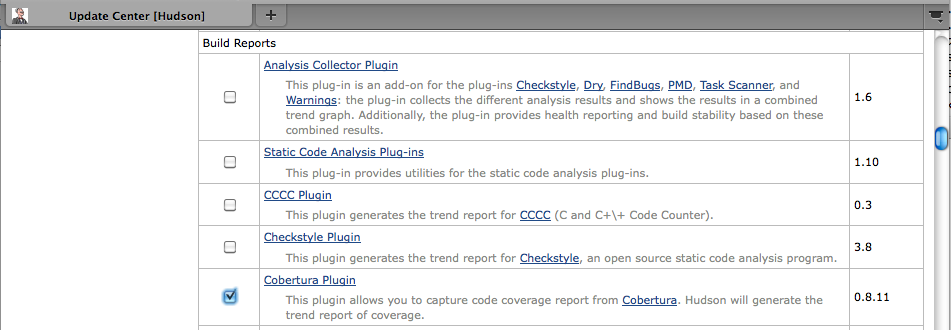 Update Center [Hudson]
+
Build Reports
Analysis Collector Plugin
This plug-in is an add-on for the plug-ins Checkstyle, Dry, FindBugs, PMD, Task Scanner, and
Warnings: the plug-in collects the different analysis results and shows the results in a combined
trend graph. Additionally, the plug-in provides health reporting and build stability based on these
combined results.
1.6
Static Code Analysis Plug-ins
This plug-in provides utilities for the static code analysis plug-ins.
1.10
CCCC Plugin
This plugin generates the trend report for CCCC (C and C+\+ Code Counter).
0.3
Checkstyle Plugin
This plugin generates the trend report for Checkstyle, an open source static code analysis program.
3.8
Cobertura Plugin
This plugin allows you to capture code coverage report from Cobertura. Hudson will generate the
trend report of coverage.
0.8.11